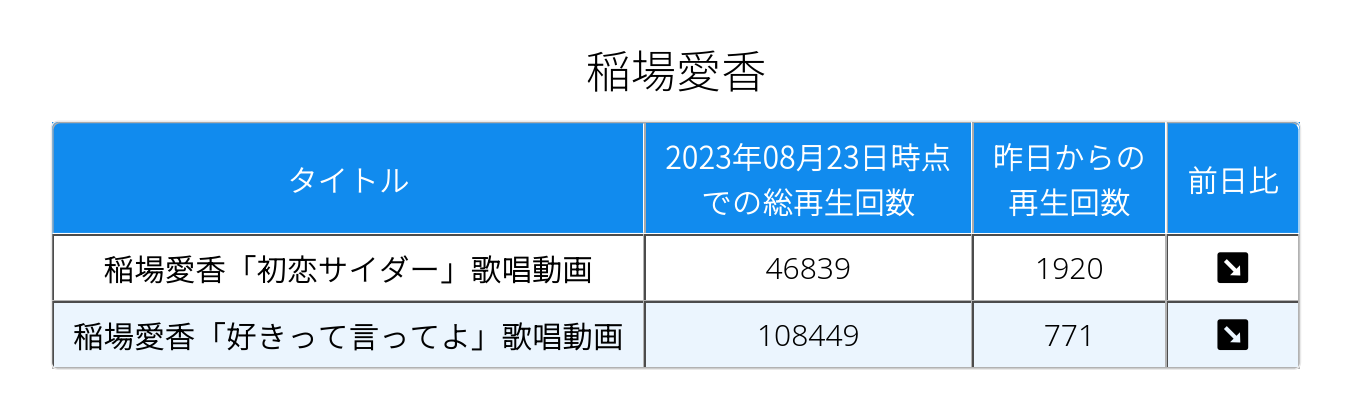 稲場愛香
タイトル
2023年08月23日時点
での総再生回数
昨日からの
再生回数
前日比
稲場愛香「初恋サイダー」歌唱動画
46839
1920
↘
稲場愛香「好きって言ってよ」歌唱動画
108449
771
↘